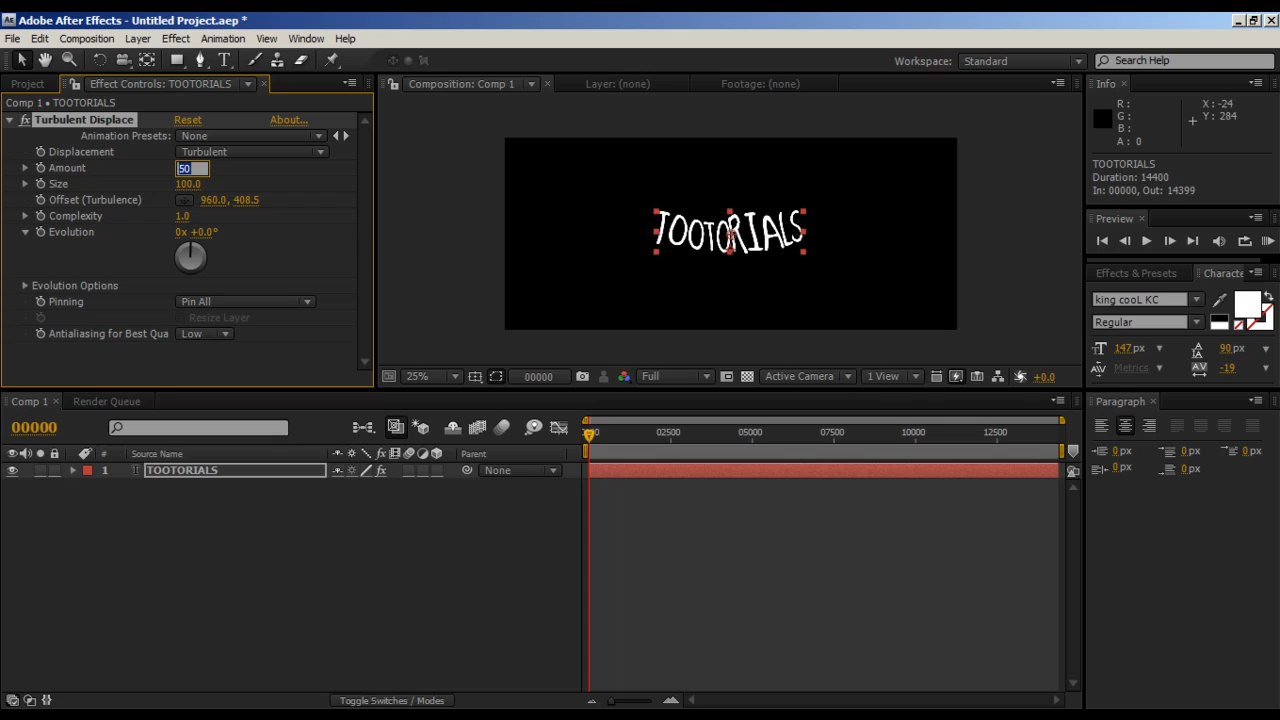 Adobe After Effects - Untitled Project.aep *
File Edit Composition Layer Effect Animation View Window Help
Workspace: Standard Search Help
Project Effect Controls: TOOTORIALS Composition: Comp 1 Layer: (none) Footage: (none) Info
Comp 1 • TOOTORIALS
fx Turbulent Displace Reset About...
Animation Presets: None
Displacement Turbulent
Amount 50
Size 100.0
Offset (Turbulence) 960.0, 408.5
Complexity 1.0
Evolution 0x +0.0°
Evolution Options
Pinning Pin All
Resize Layer
Antialiasing for Best Qua Low
TOOTORIALS
R :
G :
B :
A : 0
X : -24
Y : 284
TOOTORIALS
Duration: 14400
In: 00000, Out: 14399
Preview
Effects & Presets Characte
king cooL KC
Regular
147 px 90 px
Metrics -19
25% 00000 Full Active Camera 1 View +0.0
Comp 1 Render Queue Paragraph
00000
02500 05000 07500 10000 12500
# Source Name fx Parent
1 TOOTORIALS fx None
0 px 0 px 0 px
0 px 0 px
Toggle Switches / Modes